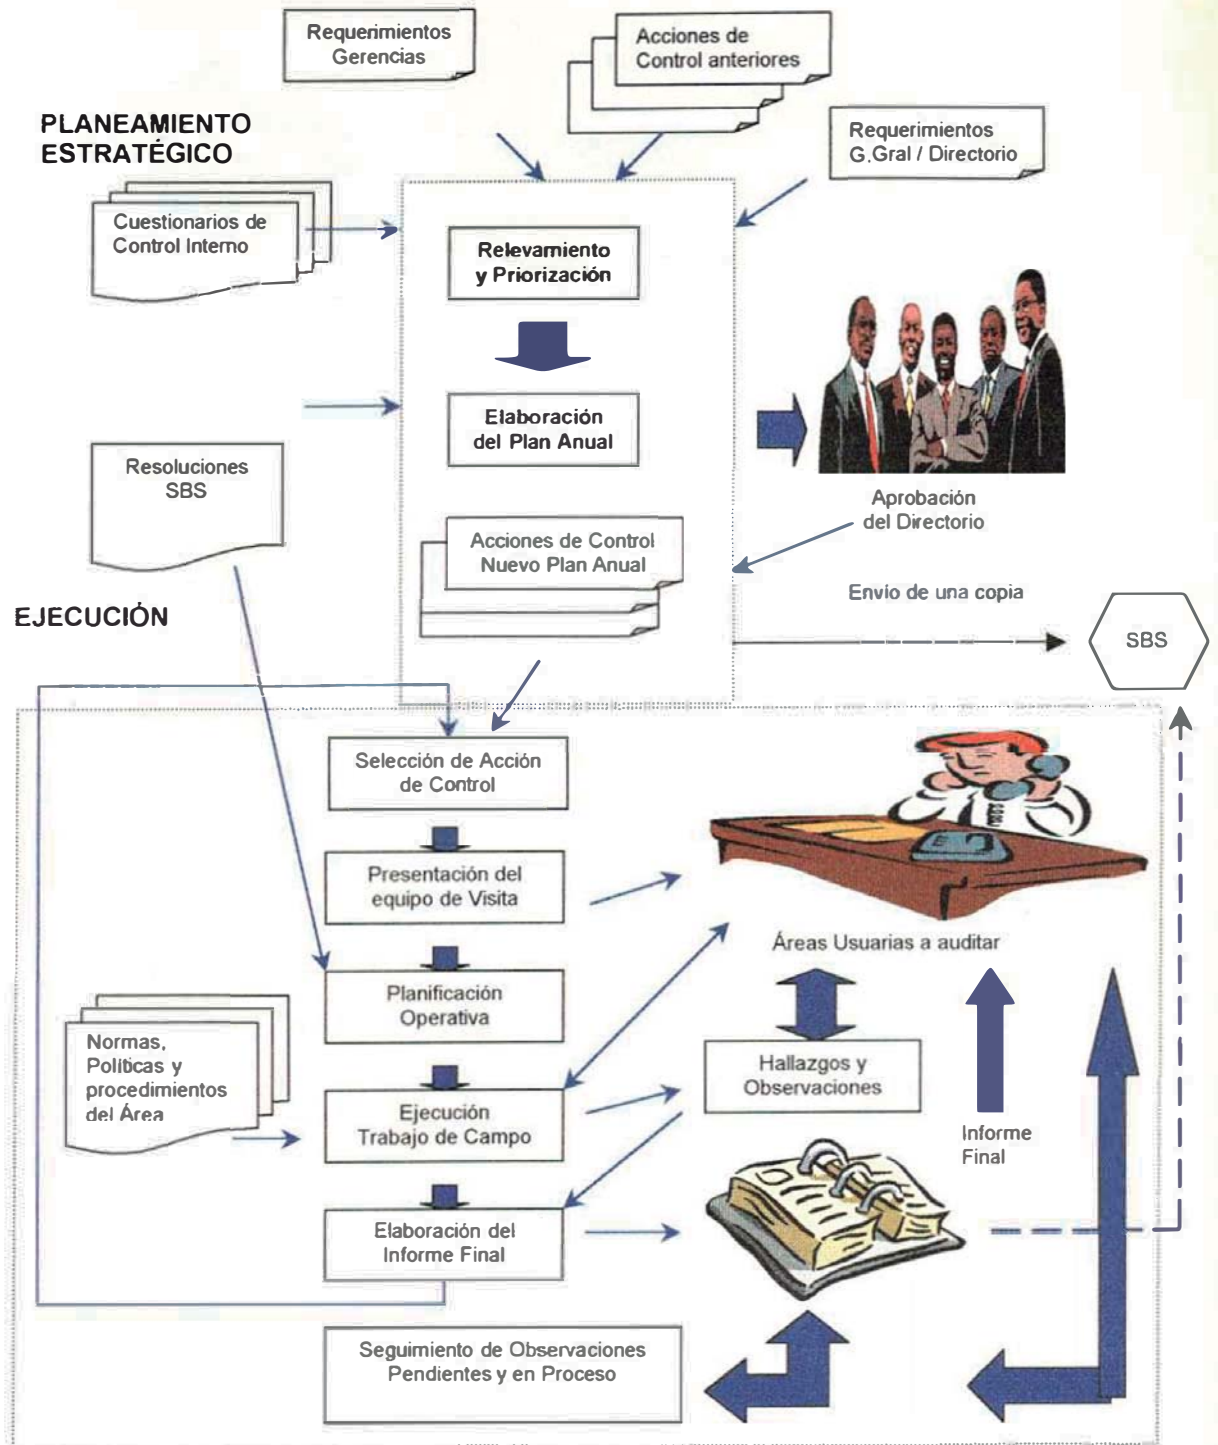 Requerimientos
Gerencias
Acciones de
Control anteriores
PLANEAMIENTO
ESTRATÉGICO
Requerimientos
G.Gral / Directorio
Cuestionarios de
Control Interno
Relevamiento
y Priorización
Elaboración
del Plan Anual
Resoluciones
SBS
Aprobación
del Directorio
Acciones de Control
Nuevo Plan Anual
Envío de una copia
SBS
EJECUCIÓN
Selección de Acción
de Control
Presentación del
equipo de Visita
Áreas Usuarias a auditar
Planificación
Operativa
Normas,
Políticas y
procedimientos
del Área
Hallazgos y
Observaciones
Ejecución
Trabajo de Campo
Informe
Final
Elaboración del
Informe Final
Seguimiento de Observaciones
Pendientes y en Proceso